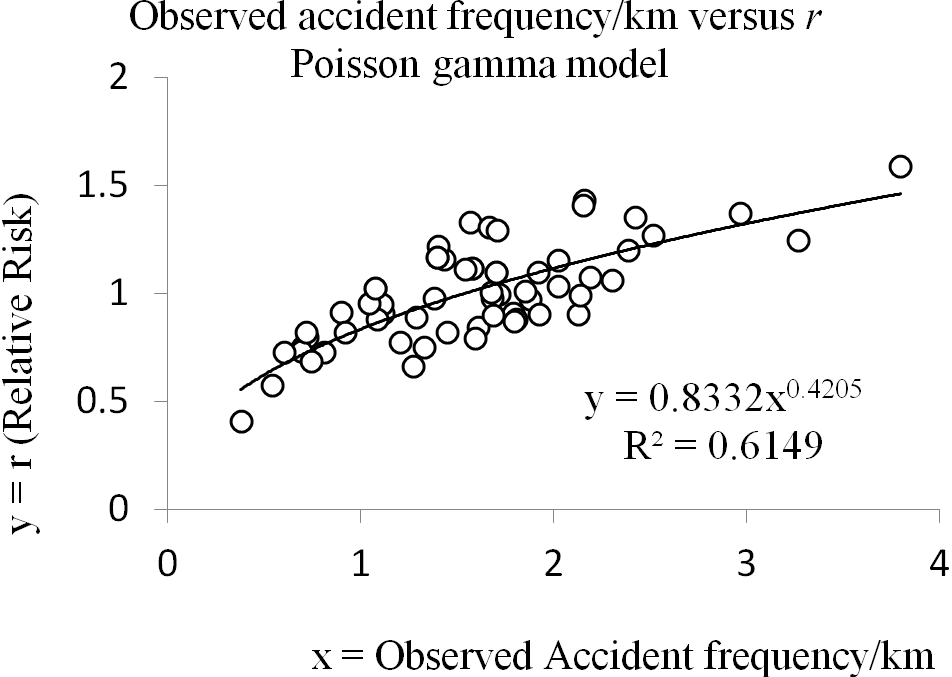 Observed accident frequency/km versus r
Poisson gamma model
2
1.5
1
0.5
0
y = r (Relative Risk)
y = 0.8332x^0.4205
R² = 0.6149
0 1 2 3 4
x = Observed Accident frequency/km